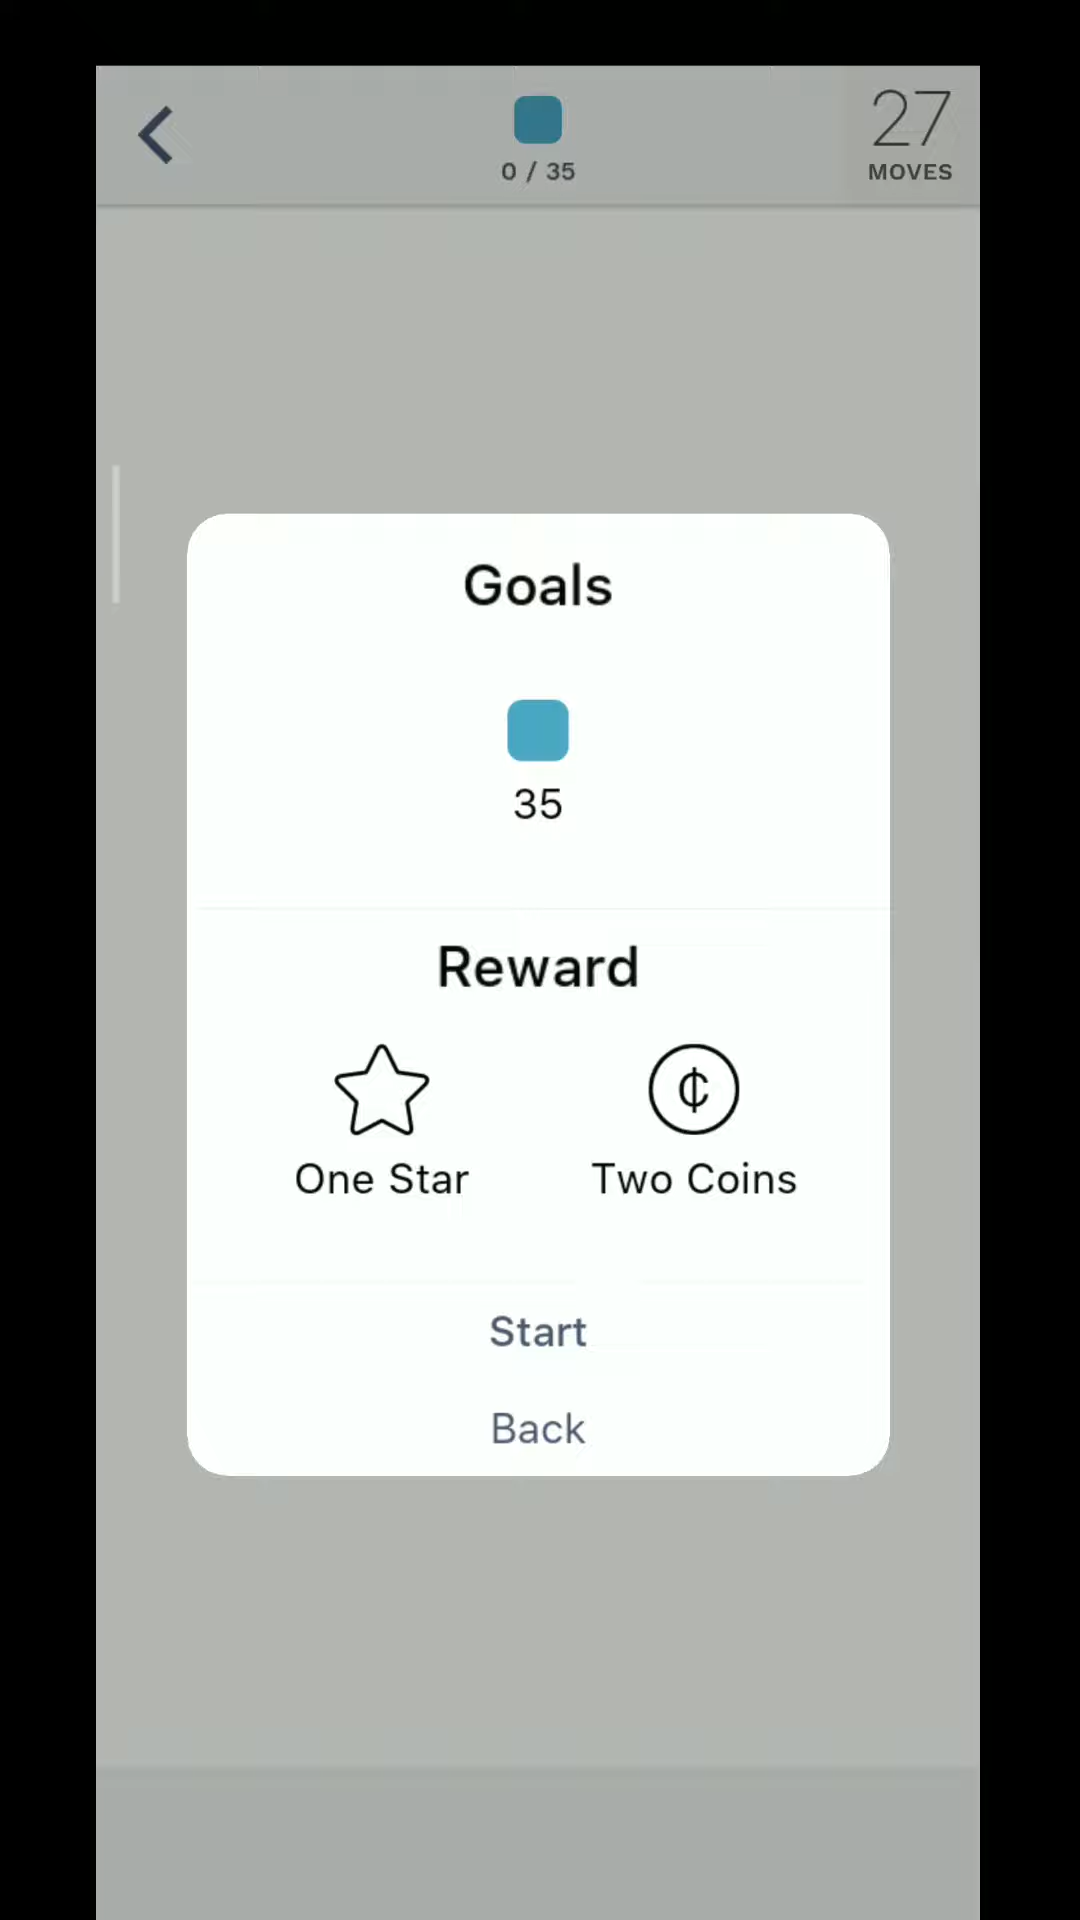 0 / 35
27
MOVES
Goals
35
Reward
¢
One Star
Two Coins
Start
Back